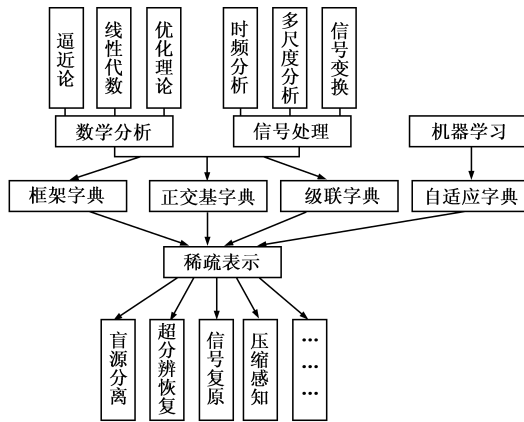 逼近论
线性代数
优化理论
时频分析
多尺度分析
信号变换
数学分析
信号处理
机器学习
框架字典
正交基字典
级联字典
自适应字典
稀疏表示
盲源分离
超分辨恢复
信号复原
压缩感知
…
…
…